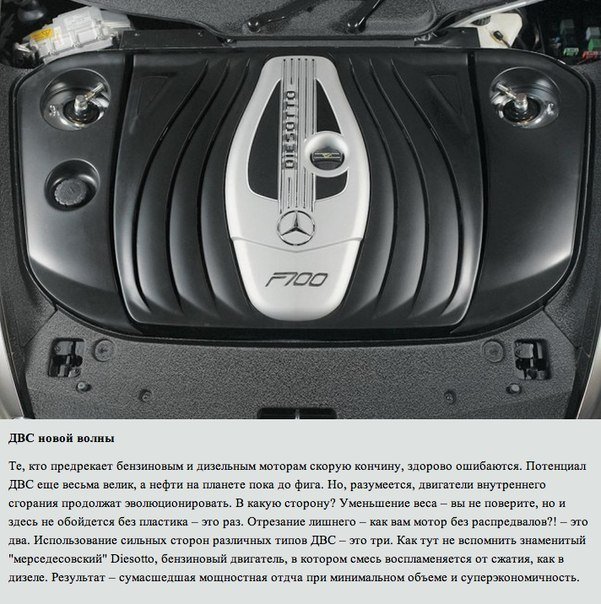 DIESOTTO
F700
ДВС новой волны
Те, кто предрекает бензиновым и дизельным моторам скорую кончину, здорово ошибаются. Потенциал
ДВС еще весьма велик, а нефти на планете пока до фига. Но, разумеется, двигатели внутреннего
сгорания продолжат эволюционировать. В какую сторону? Уменьшение веса – вы не поверите, но и
здесь не обойдется без пластика – это раз. Отрезание лишнего – как вам мотор без распредвалов?! – это
два. Использование сильных сторон различных типов ДВС – это три. Как тут не вспомнить знаменитый
"мерседесовский" Diesotto, бензиновый двигатель, в котором смесь воспламеняется от сжатия, как в
дизеле. Результат – сумасшедшая мощностная отдча при минимальном объеме и суперэкономичность.